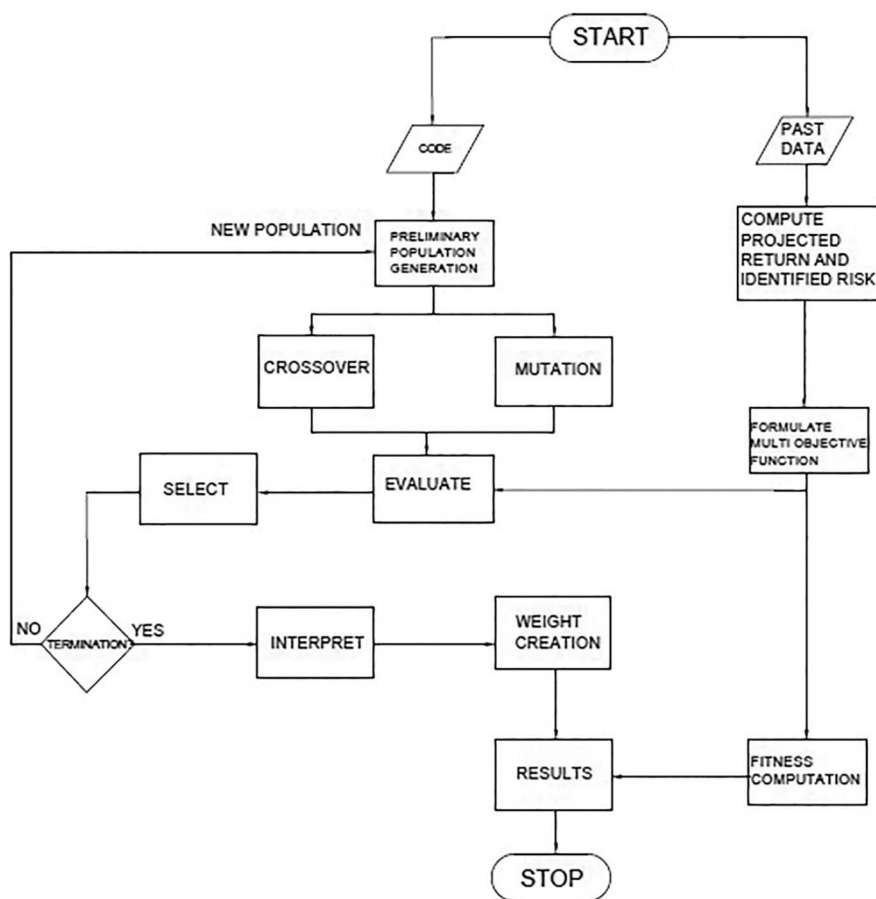 START
CODE
PAST
DATA
NEW POPULATION
PRELIMINARY
POPULATION
GENERATION
COMPUTE
PROJECTED
RETURN AND
IDENTIFIED RISK
CROSSOVER
MUTATION
FORMULATE
MULTI OBJECTIVE
FUNCTION
SELECT
EVALUATE
NO
TERMINATION?
YES
INTERPRET
WEIGHT
CREATION
RESULTS
FITNESS
COMPUTATION
STOP